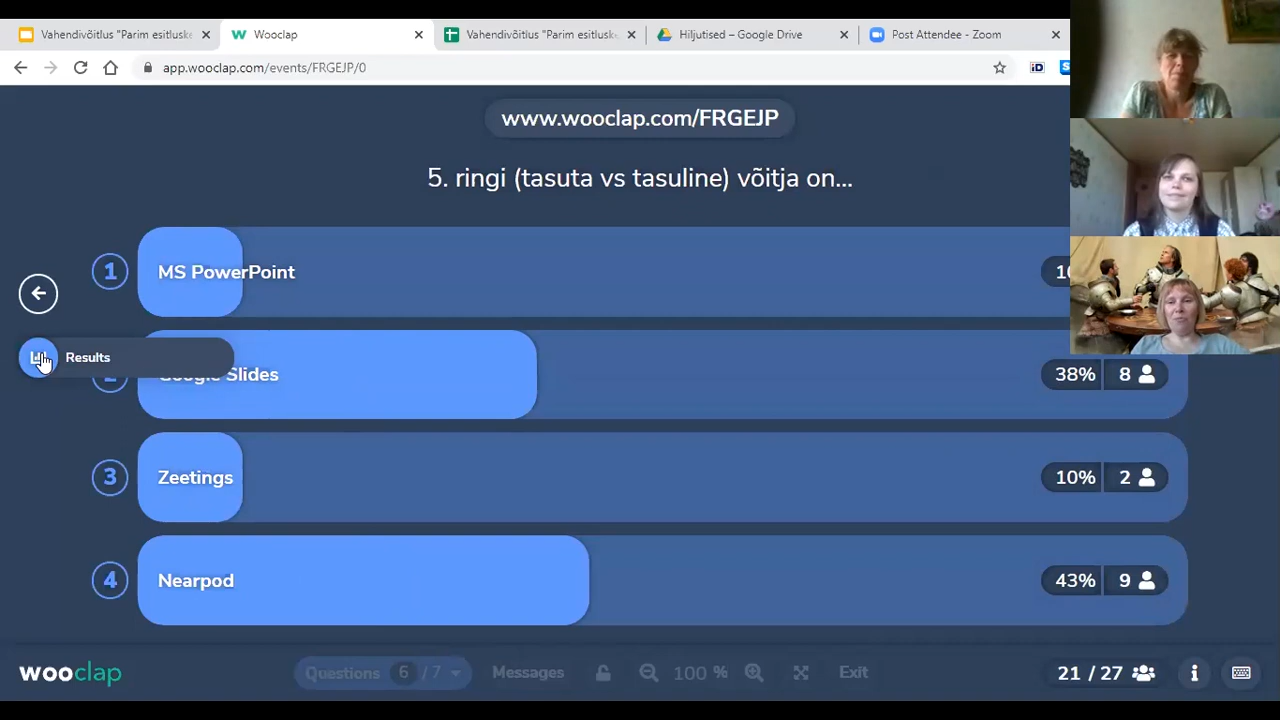 Vahendivõitlus "Parim esitluske
Wooclap
Vahendivõitlus "Parim esitluske
Hiljutised – Google Drive
Post Attendee - Zoom
app.wooclap.com/events/FRGEJP/0
iD
www.wooclap.com/FRGEJP
5. ringi (tasuta vs tasuline) võitja on...
1 MS PowerPoint
Results
2 Google Slides 38% 8
3 Zeetings 10% 2
4 Nearpod 43% 9
wooclap
Questions 6 / 7
Messages
100 %
Exit
21 / 27